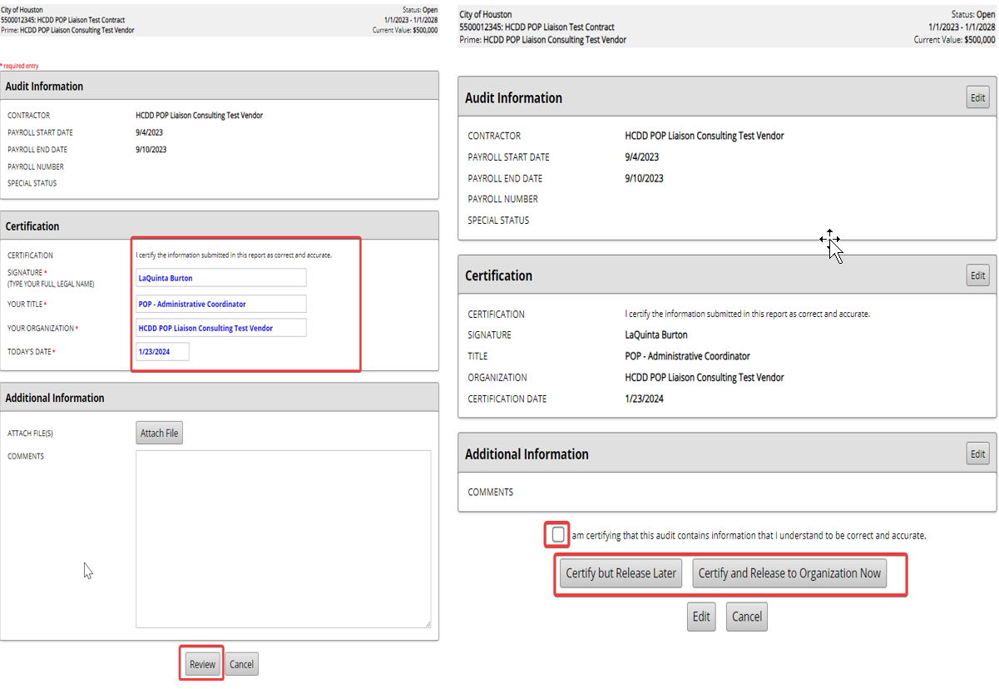 City of Houston Status: Open
5500012345: HCDD POP Liaison Test Contract 1/1/2023 - 1/1/2028
Prime: HCDD POP Liaison Consulting Test Vendor Current Value: $500,000
* required entry
Audit Information
CONTRACTOR HCDD POP Liaison Consulting Test Vendor
PAYROLL START DATE 9/4/2023
PAYROLL END DATE 9/10/2023
PAYROLL NUMBER
SPECIAL STATUS
Certification
CERTIFICATION I certify the information submitted in this report as correct and accurate.
SIGNATURE * LaQuinta Burton
(TYPE YOUR FULL, LEGAL NAME)
YOUR TITLE * POP - Administrative Coordinator
YOUR ORGANIZATION * HCDD POP Liaison Consulting Test Vendor
TODAY'S DATE * 1/23/2024
Additional Information
ATTACH FILE(S) Attach File
COMMENTS
Review Cancel
City of Houston Status: Open
5500012345: HCDD POP Liaison Test Contract 1/1/2023 - 1/1/2028
Prime: HCDD POP Liaison Consulting Test Vendor Current Value: $500,000
Audit Information Edit
CONTRACTOR HCDD POP Liaison Consulting Test Vendor
PAYROLL START DATE 9/4/2023
PAYROLL END DATE 9/10/2023
PAYROLL NUMBER
SPECIAL STATUS
Certification Edit
CERTIFICATION I certify the information submitted in this report as correct and accurate.
SIGNATURE LaQuinta Burton
TITLE POP - Administrative Coordinator
ORGANIZATION HCDD POP Liaison Consulting Test Vendor
CERTIFICATION DATE 1/23/2024
Additional Information Edit
COMMENTS
am certifying that this audit contains information that I understand to be correct and accurate.
Certify but Release Later Certify and Release to Organization Now
Edit Cancel